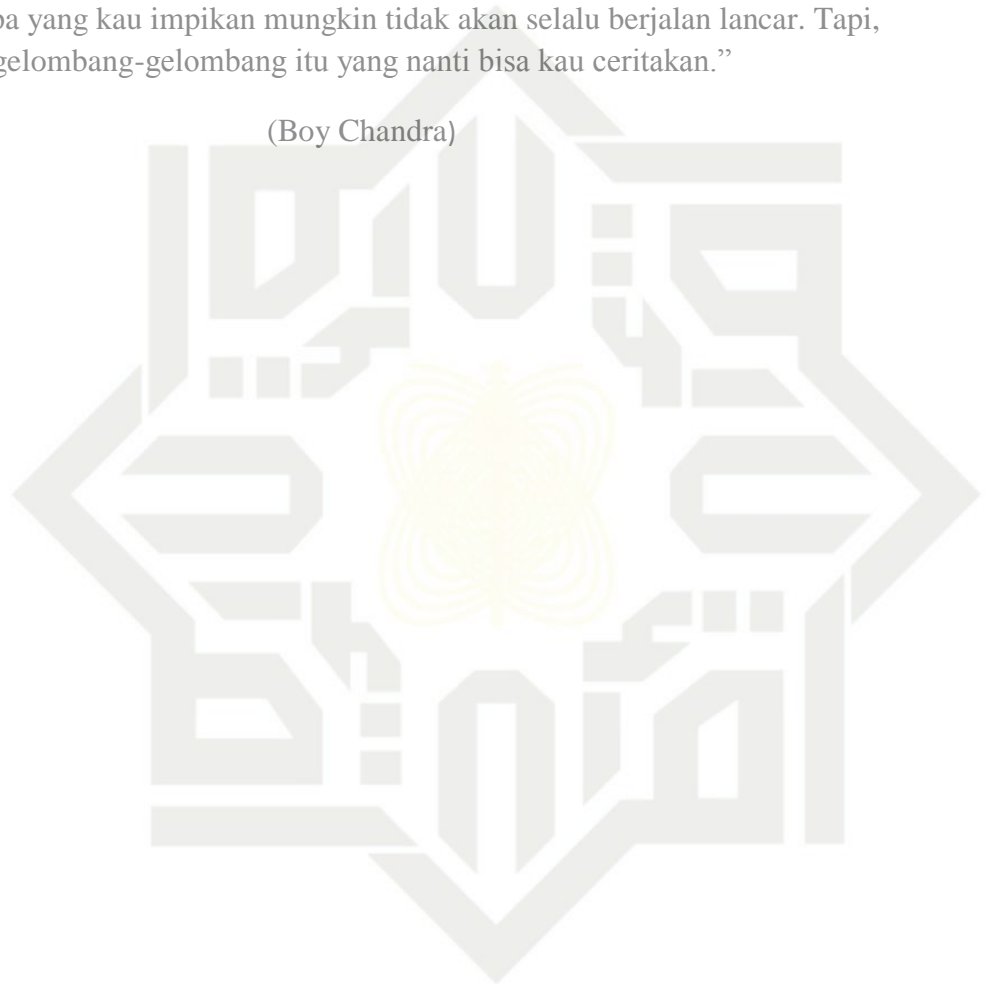 pa yang kau impikan mungkin tidak akan selalu berjalan lancar. Tapi,
gelombang-gelombang itu yang nanti bisa kau ceritakan.”
(Boy Chandra)